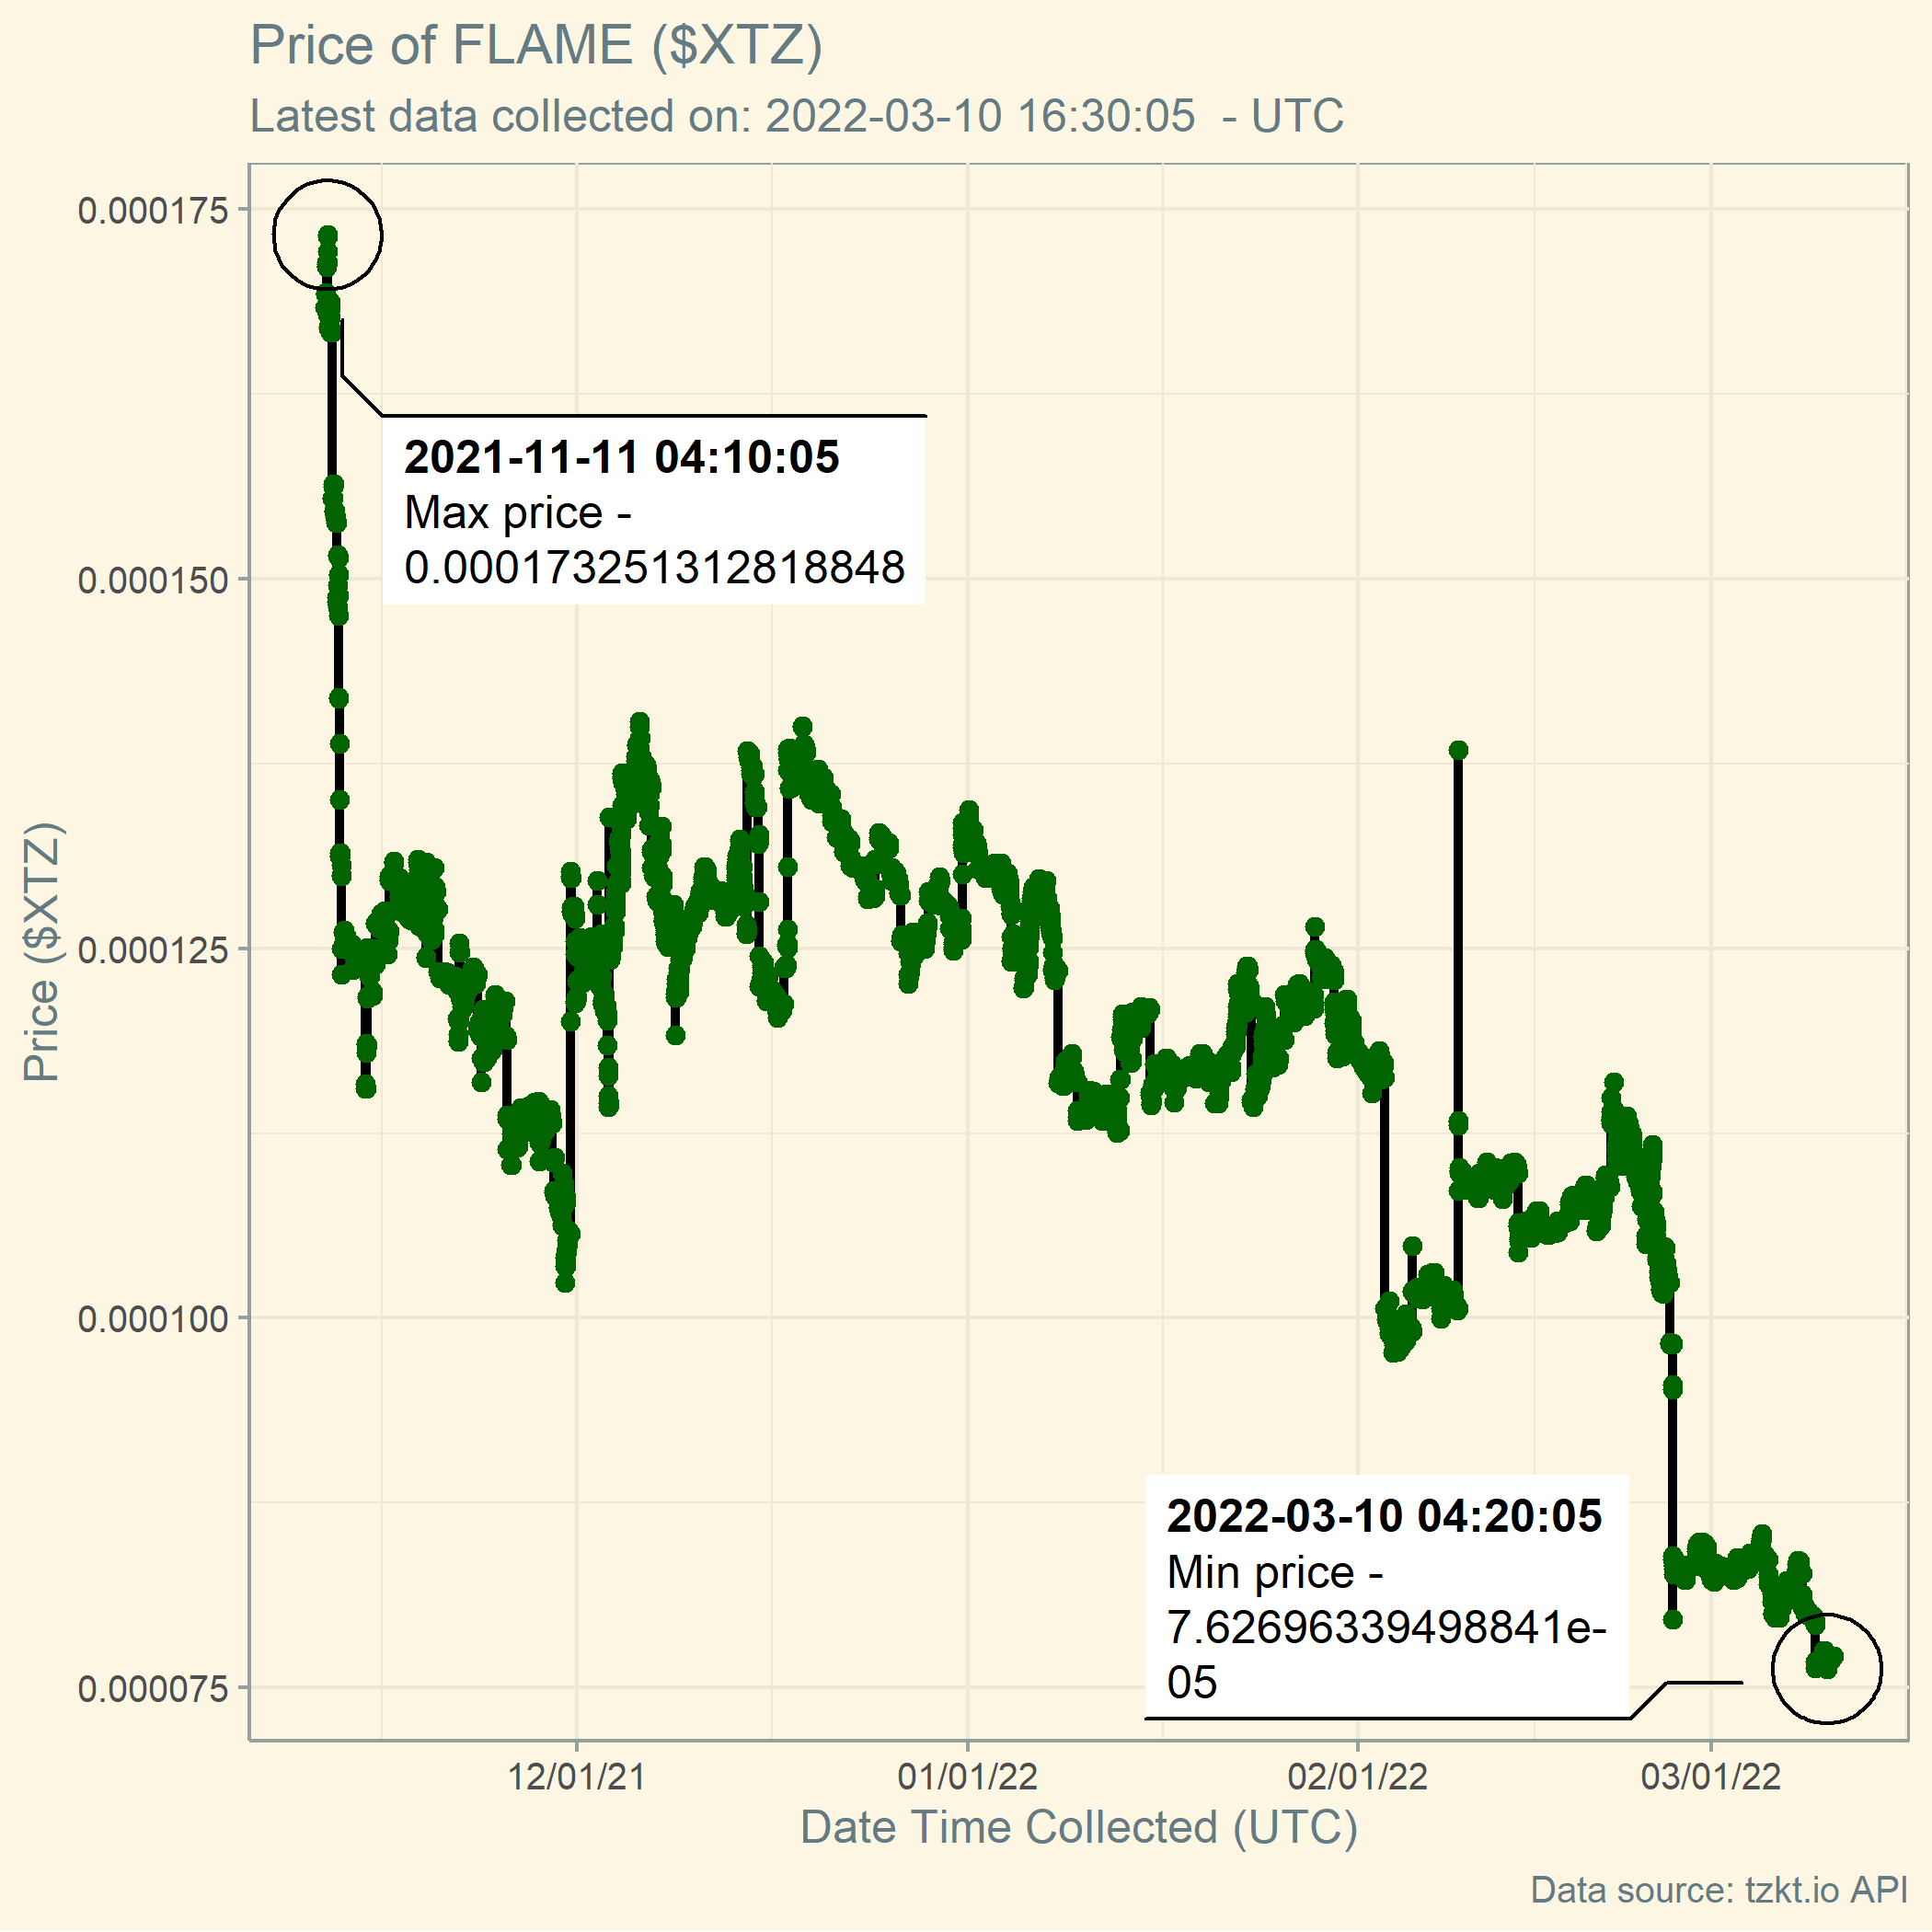 Price of FLAME ($XTZ)
Latest data collected on: 2022-03-10 16:30:05  - UTC
0.000175
0.000150
0.000125
0.000100
0.000075
Price ($XTZ)
2021-11-11 04:10:05
Max price -
0.000173251312818848
2022-03-10 04:20:05
Min price -
7.62696339498841e-
05
12/01/21
01/01/22
02/01/22
03/01/22
Date Time Collected (UTC)
Data source: tzkt.io API